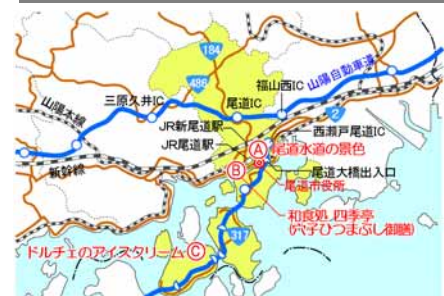 184
486
山陽自動車道
福山西IC
三原久井IC
尾道IC
山陽本線
2
JR新尾道駅
西瀬戸尾道IC
JR尾道駅
A
尾道水道の景色
新幹線
B
尾道大橋出入口
尾道市役所
和食処 四季亭
(穴子ひつまぶし御膳)
ドルチェのアイスクリーム
C
317